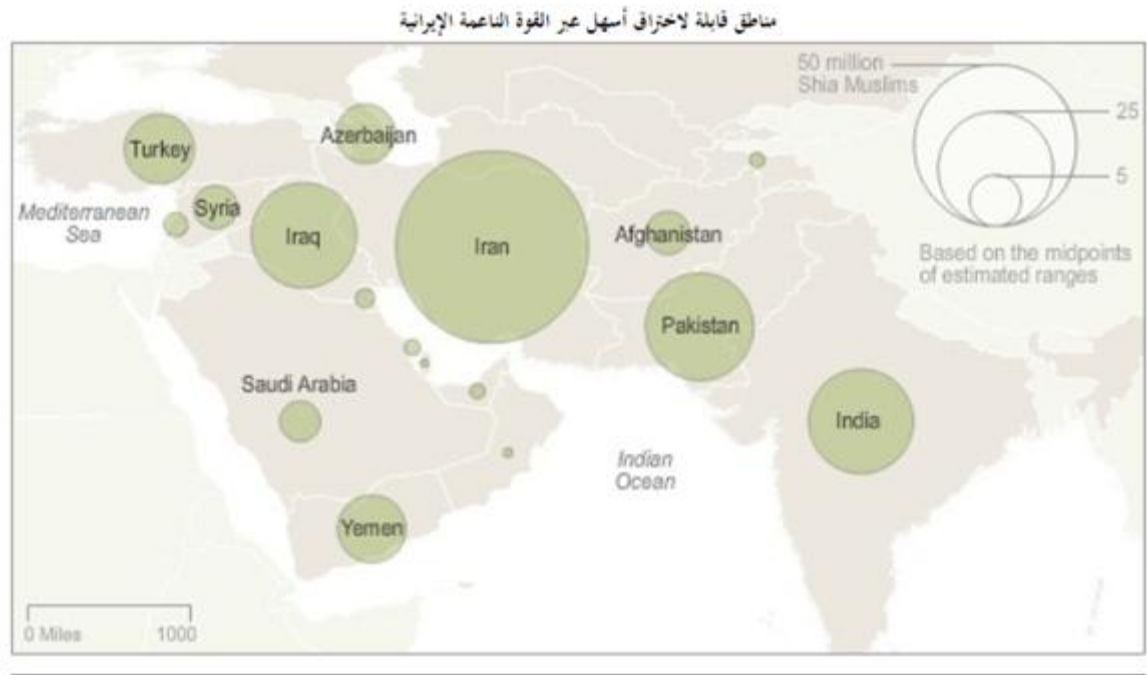 مناطق قابلة لاختراق أسهل عبر القوة الناعمة الإيرانية
50 million
Shia Muslims
25
5
Based on the midpoints
of estimated ranges
Turkey
Azerbaijan
Mediterranean
Sea
Syria
Iraq
Iran
Afghanistan
Pakistan
Saudi Arabia
India
Indian
Ocean
Yemen
0 Miles
1000